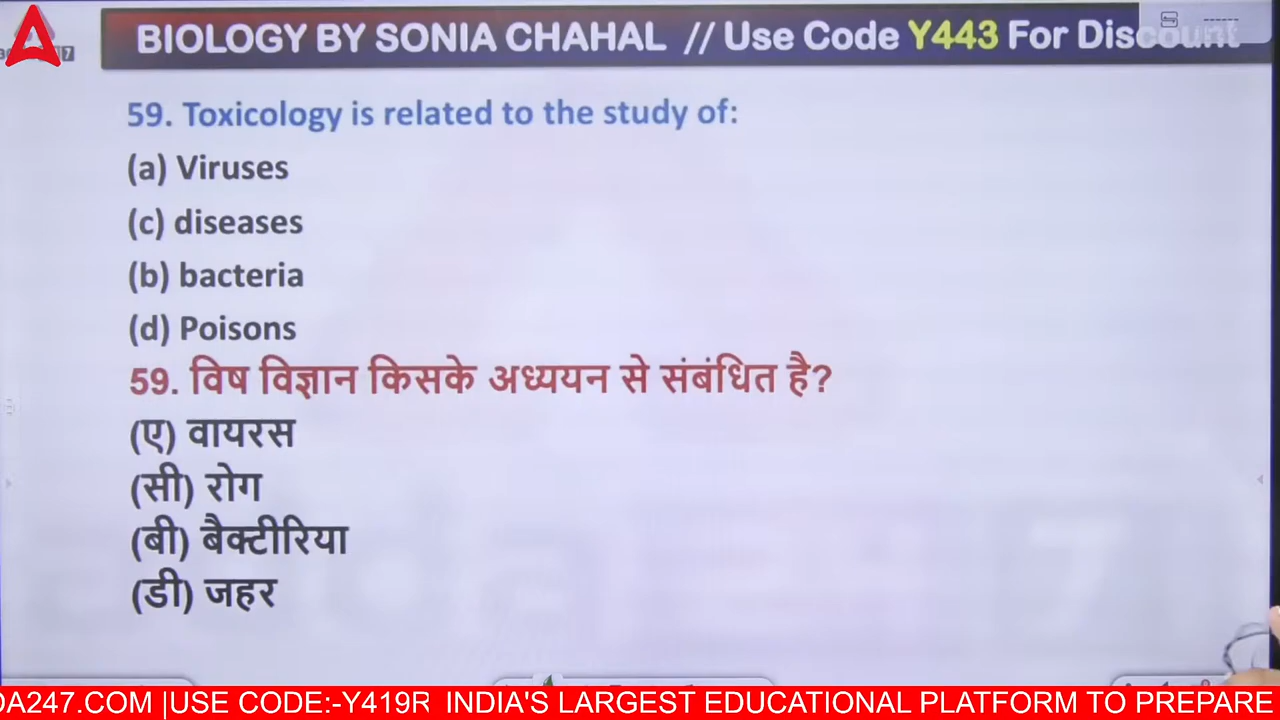 BIOLOGY BY SONIA CHAHAL // Use Code Y443 For Discount
59. Toxicology is related to the study of:
(a) Viruses
(c) diseases
(b) bacteria
(d) Poisons
59. विष विज्ञान किसके अध्ययन से संबंधित है?
(ए) वायरस
(सी) रोग
(बी) बैक्टीरिया
(डी) जहर
DA247.COM |USE CODE:-Y419R INDIA'S LARGEST EDUCATIONAL PLATFORM TO PREPARE